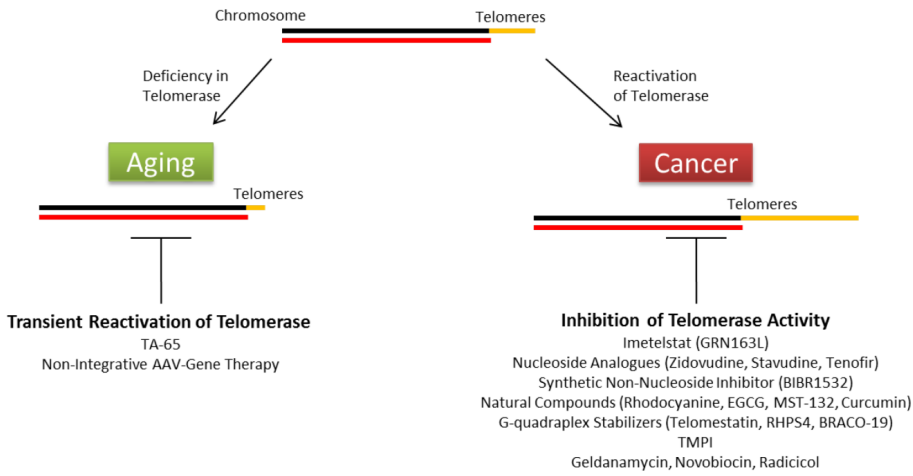 Chromosome
Telomeres
Deficiency in
Telomerase
Reactivation
of Telomerase
Aging
Cancer
Telomeres
Telomeres
Transient Reactivation of Telomerase
TA-65
Non-Integrative AAV-Gene Therapy
Inhibition of Telomerase Activity
Imetelstat (GRN163L)
Nucleoside Analogues (Zidovudine, Stavudine, Tenofir)
Synthetic Non-Nucleoside Inhibitor (BIBR1532)
Natural Compounds (Rhodocyanine, EGCG, MST-132, Curcumin)
G-quadraplex Stabilizers (Telomestatin, RHPS4, BRACO-19)
TMPI
Geldanamycin, Novobiocin, Radicicol